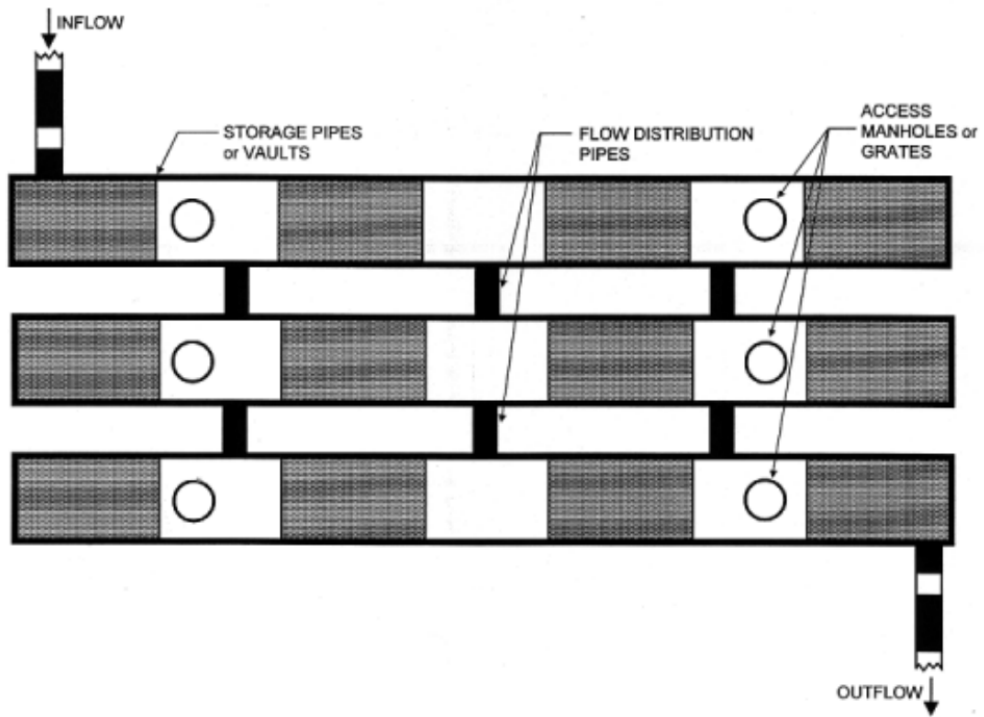 INFLOW
STORAGE PIPES
or VAULTS
FLOW DISTRIBUTION
PIPES
ACCESS
MANHOLES or
GRATES
OUTFLOW